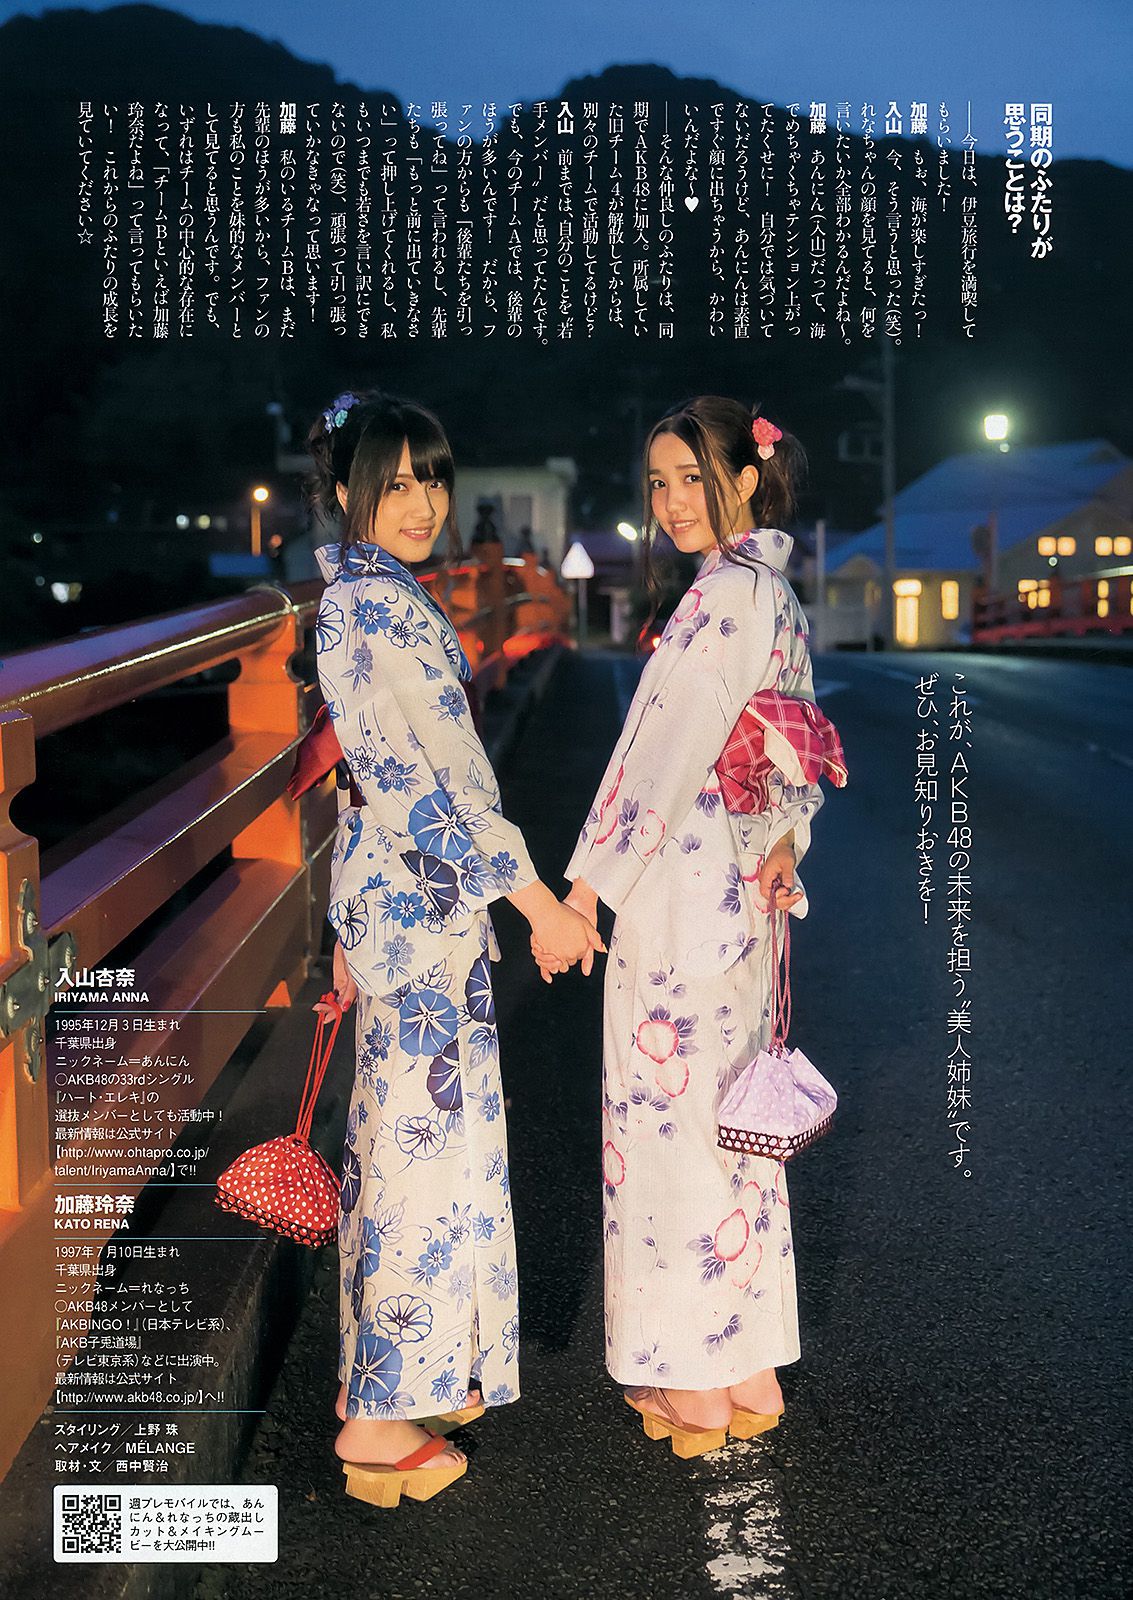 同期のふたりが
思うことは?
――今日は、伊豆旅行を満喫して
もらいました!
加藤　もぉ、海が楽しすぎたっ!
入山　今、そう言うと思った(笑)。
れなちゃんの顔を見てると、何を
言いたいか全部わかるんだよね〜。
加藤　あんにん(入山)だって、海
でめちゃくちゃテンション上がっ
てたくせに!　自分では気づいて
ないだろうけど、あんにんは素直
ですぐ顔に出ちゃうから、かわい
いんだよな〜♥
――そんな仲良しのふたりは、同
期でAKB48に加入。所属してい
た旧チーム4が解散してからは、
別々のチームで活動してるけど?
入山　前までは、自分のことを〝若
手メンバー〟だと思ってたんです。
でも、今のチームAでは、後輩の
ほうが多いんです!　だから、フ
ァンの方からも「後輩たちを引っ
張ってね」って言われるし、先輩
たちも「もっと前に出ていきなさ
い」って押し上げてくれるし、私
もいつまでも若さを言い訳にでき
ないので(笑)、頑張って引っ張っ
ていかなきゃなって思います!
加藤　私のいるチームBは、まだ
先輩のほうが多いから、ファンの
方も私のことを妹的なメンバーと
して見てると思うんです。でも、
いずれはチームの中心的な存在に
なって、「チームBといえば加藤
玲奈だよね」って言ってもらいた
い!　これからのふたりの成長を
見ていてください☆
これが、AKB48の未来を担う〝美人姉妹〟です。
ぜひ、お見知りおきを!
入山杏奈
IRIYAMA ANNA
1995年12月3日生まれ
千葉県出身
ニックネーム=あんにん
○AKB48の33rdシングル
『ハート・エレキ』の
選抜メンバーとしても活動中!
最新情報は公式サイト
【http://www.ohtapro.co.jp/
talent/IriyamaAnna/】で!!
加藤玲奈
KATO RENA
1997年7月10日生まれ
千葉県出身
ニックネーム=れなっち
○AKB48メンバーとして
『AKBINGO!』(日本テレビ系)、
『AKB子兎道場』
(テレビ東京系)などに出演中。
最新情報は公式サイト
【http://www.akb48.co.jp/】へ!!
スタイリング/上野 珠
ヘアメイク/MÉLANGE
取材・文/西中賢治
週プレモバイルでは、あん
にん&れなっちの蔵出し
カット&メイキングムー
ビーを大公開中!!